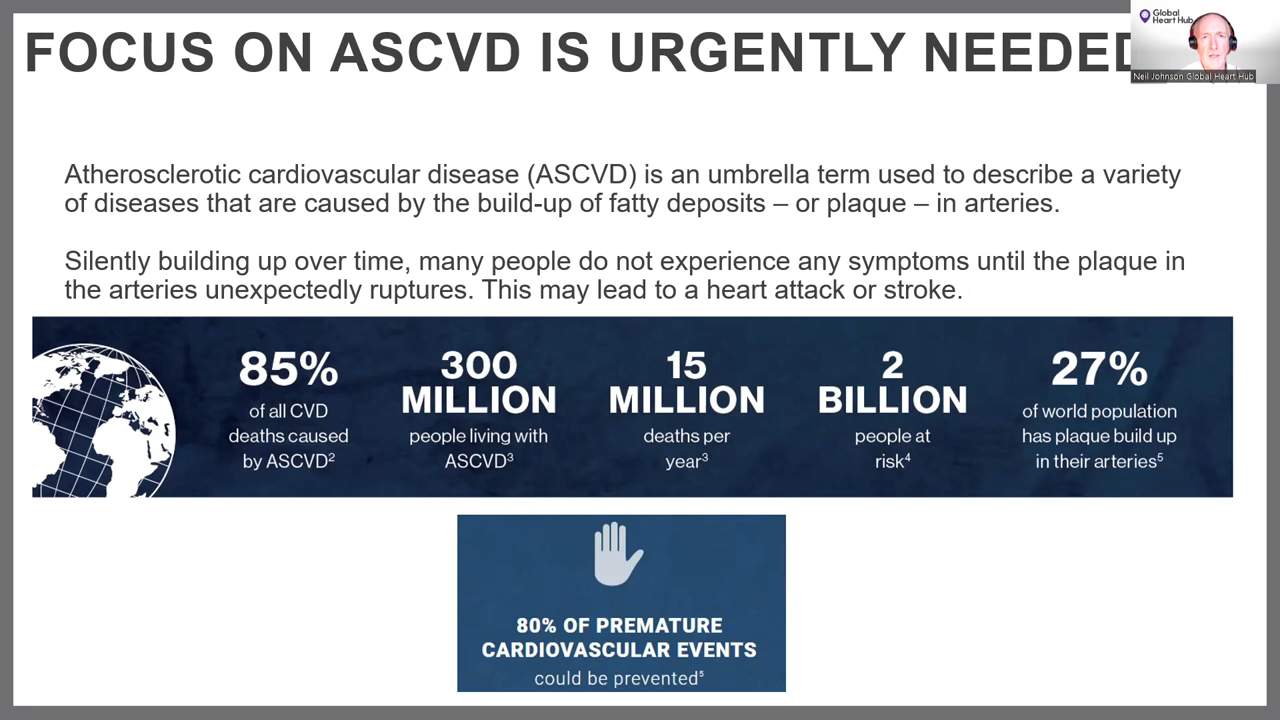 FOCUS ON ASCVD IS URGENTLY NEEDED
Global
Heart Hub
Neil Johnson Global Heart Hub
Atherosclerotic cardiovascular disease (ASCVD) is an umbrella term used to describe a variety
of diseases that are caused by the build-up of fatty deposits – or plaque – in arteries.
Silently building up over time, many people do not experience any symptoms until the plaque in
the arteries unexpectedly ruptures. This may lead to a heart attack or stroke.
85%
of all CVD
deaths caused
by ASCVD²
300
MILLION
people living with
ASCVD³
15
MILLION
deaths per
year³
2
BILLION
people at
risk⁴
27%
of world population
has plaque build up
in their arteries⁵
80% OF PREMATURE
CARDIOVASCULAR EVENTS
could be prevented⁵